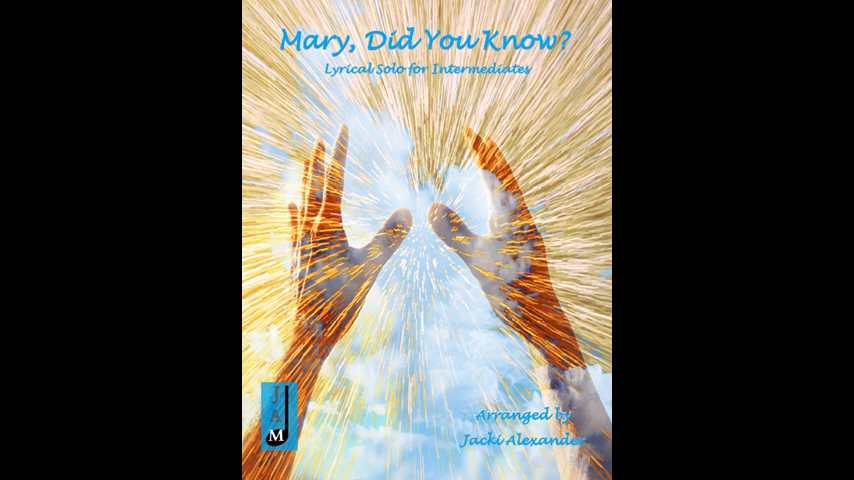 Mary, Did You Know?
Lyrical Solo for Intermediates
J
A
M
Arranged by
Jacki Alexander